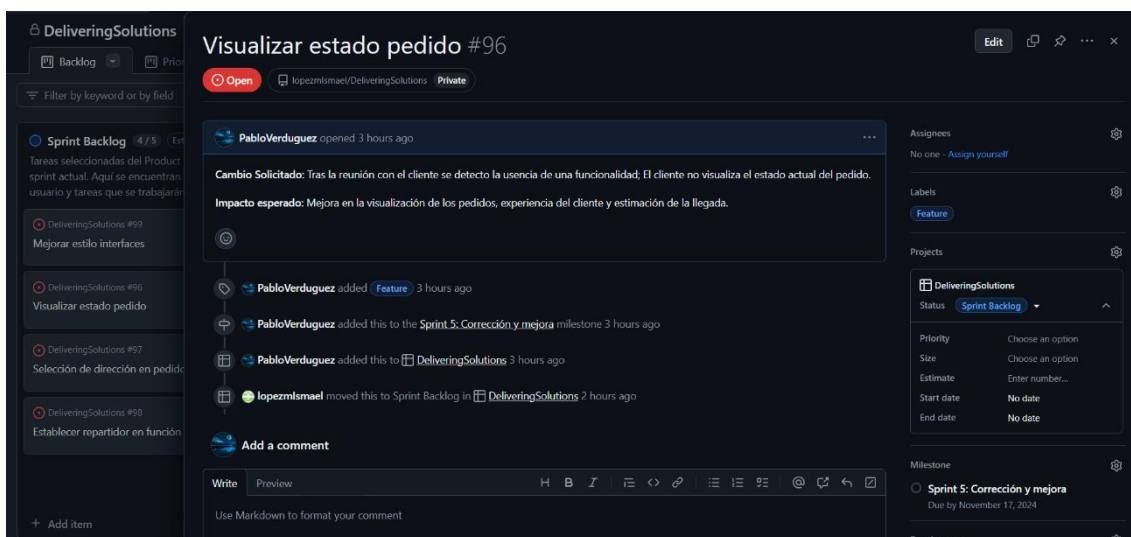 DeliveringSolutions
Backlog
Prior
Filter by keyword or by field
Sprint Backlog 4 / 5 Est
Tareas seleccionadas del Product
sprint actual. Aquí se encuentran
usuario y tareas que se trabajarán
DeliveringSolutions #99
Mejorar estilo interfaces
DeliveringSolutions #96
Visualizar estado pedido
DeliveringSolutions #97
Selección de dirección en pedido
DeliveringSolutions #98
Establecer repartidor en función
+ Add item
Visualizar estado pedido #96
Edit
Open
lopezmIsmael/DeliveringSolutions Private
PabloVerduguez opened 3 hours ago
Cambio Solicitado: Tras la reunión con el cliente se detecto la usencia de una funcionalidad; El cliente no visualiza el estado actual del pedido.
Impacto esperado: Mejora en la visualización de los pedidos, experiencia del cliente y estimación de la llegada.
PabloVerduguez added Feature 3 hours ago
PabloVerduguez added this to the Sprint 5: Corrección y mejora milestone 3 hours ago
PabloVerduguez added this to DeliveringSolutions 3 hours ago
lopezmIsmael moved this to Sprint Backlog in DeliveringSolutions 2 hours ago
Add a comment
Write Preview
Use Markdown to format your comment
Assignees
No one - Assign yourself
Labels
Feature
Projects
DeliveringSolutions
Status Sprint Backlog
Priority Choose an option
Size Choose an option
Estimate Enter number...
Start date No date
End date No date
Milestone
Sprint 5: Corrección y mejora
Due by November 17, 2024